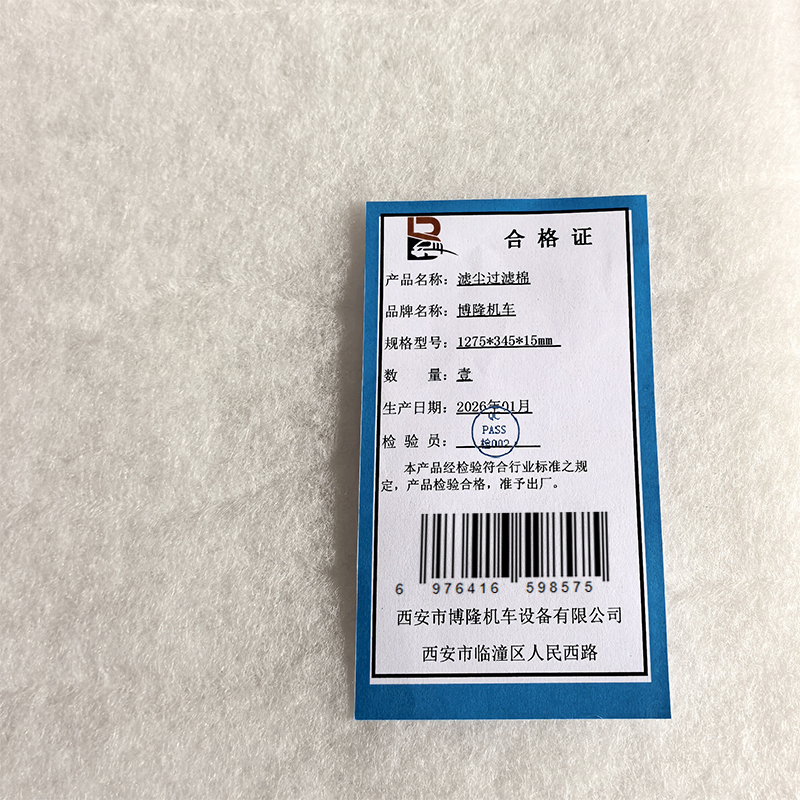 合格证
产品名称：滤尘过滤棉
品牌名称：博隆机车
规格型号：1275*345*15mm
数　量：壹
生产日期：2026年01月
检 验 员：
QC
PASS
检002
本产品经检验符合行业标准之规
定，产品检验合格，准予出厂。
6 976416 598575
西安市博隆机车设备有限公司
西安市临潼区人民西路